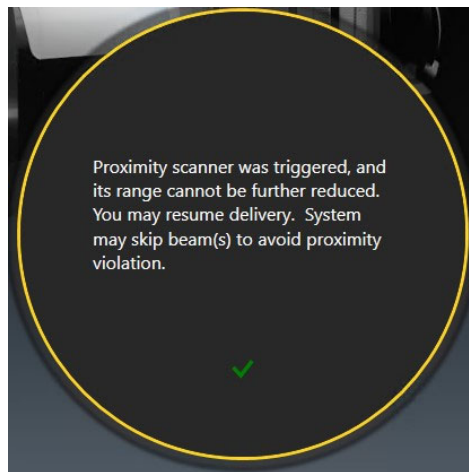 Proximity scanner was triggered, and
its range cannot be further reduced.
You may resume delivery.  System
may skip beam(s) to avoid proximity
violation.